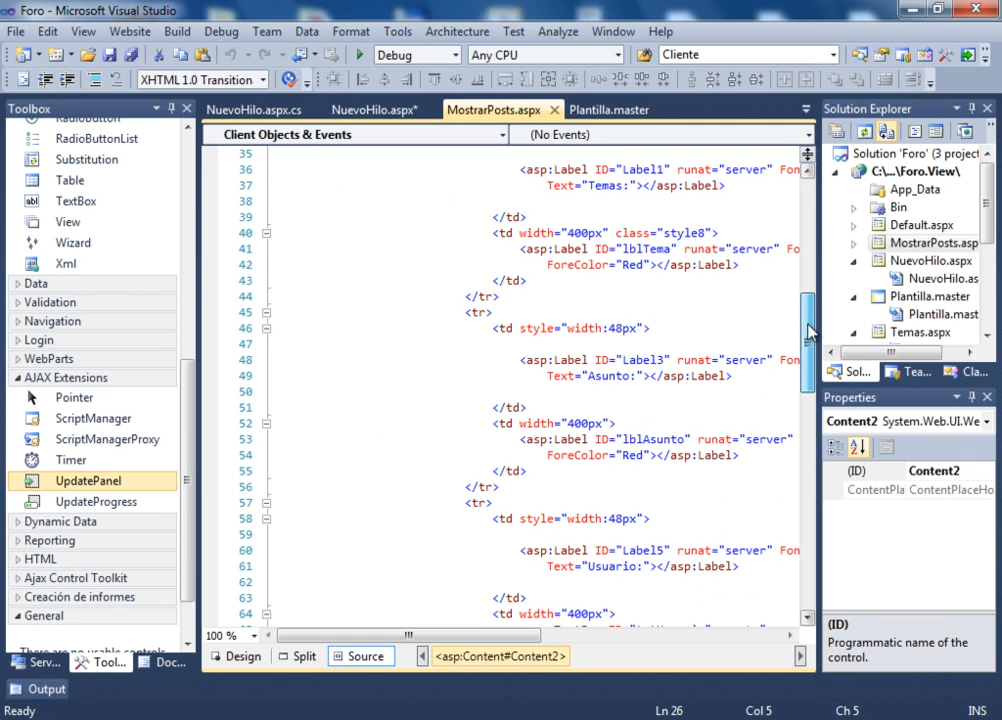 Foro - Microsoft Visual Studio
File Edit View Website Build Debug Team Data Format Tools Architecture Test Analyze Window Help
Debug Any CPU Cliente
XHTML 1.0 Transition
Toolbox
RadioButton
RadioButtonList
Substitution
Table
TextBox
View
Wizard
Xml
Data
Validation
Navigation
Login
WebParts
AJAX Extensions
Pointer
ScriptManager
ScriptManagerProxy
Timer
UpdatePanel
UpdateProgress
Dynamic Data
Reporting
HTML
Ajax Control Toolkit
Creación de informes
General
There are no usable controls
Serv... Tool... Doc...
Output
NuevoHilo.aspx.cs NuevoHilo.aspx* MostrarPosts.aspx Plantilla.master
Client Objects & Events (No Events)
35
36 <asp:Label ID="Label1" runat="server" Fon
37 Text="Temas:"></asp:Label>
38
39 </td>
40 <td width="400px" class="style8">
41 <asp:Label ID="lblTema" runat="server" Fo
42 ForeColor="Red"></asp:Label>
43 </td>
44 </tr>
45 <tr>
46 <td style="width:48px">
47
48 <asp:Label ID="Label3" runat="server" Fon
49 Text="Asunto:"></asp:Label>
50
51 </td>
52 <td width="400px">
53 <asp:Label ID="lblAsunto" runat="server"
54 ForeColor="Red"></asp:Label>
55 </td>
56 </tr>
57 <tr>
58 <td style="width:48px">
59
60 <asp:Label ID="Label5" runat="server" Fon
61 Text="Usuario:"></asp:Label>
62
63 </td>
64 <td width="400px">
100 %
Design Split Source <asp:Content#Content2>
Solution Explorer
Solution 'Foro' (3 project
C:\...\Foro.View\
App_Data
Bin
Default.aspx
MostrarPosts.asp
NuevoHilo.aspx
NuevoHilo.as
Plantilla.master
Plantilla.mast
Temas.aspx
Sol... Tea... Cla...
Properties
Content2 System.Web.UI.We
(ID) Content2
ContentPla ContentPlaceHo
(ID)
Programmatic name of the
control.
Ready Ln 26 Col 5 Ch 5 INS